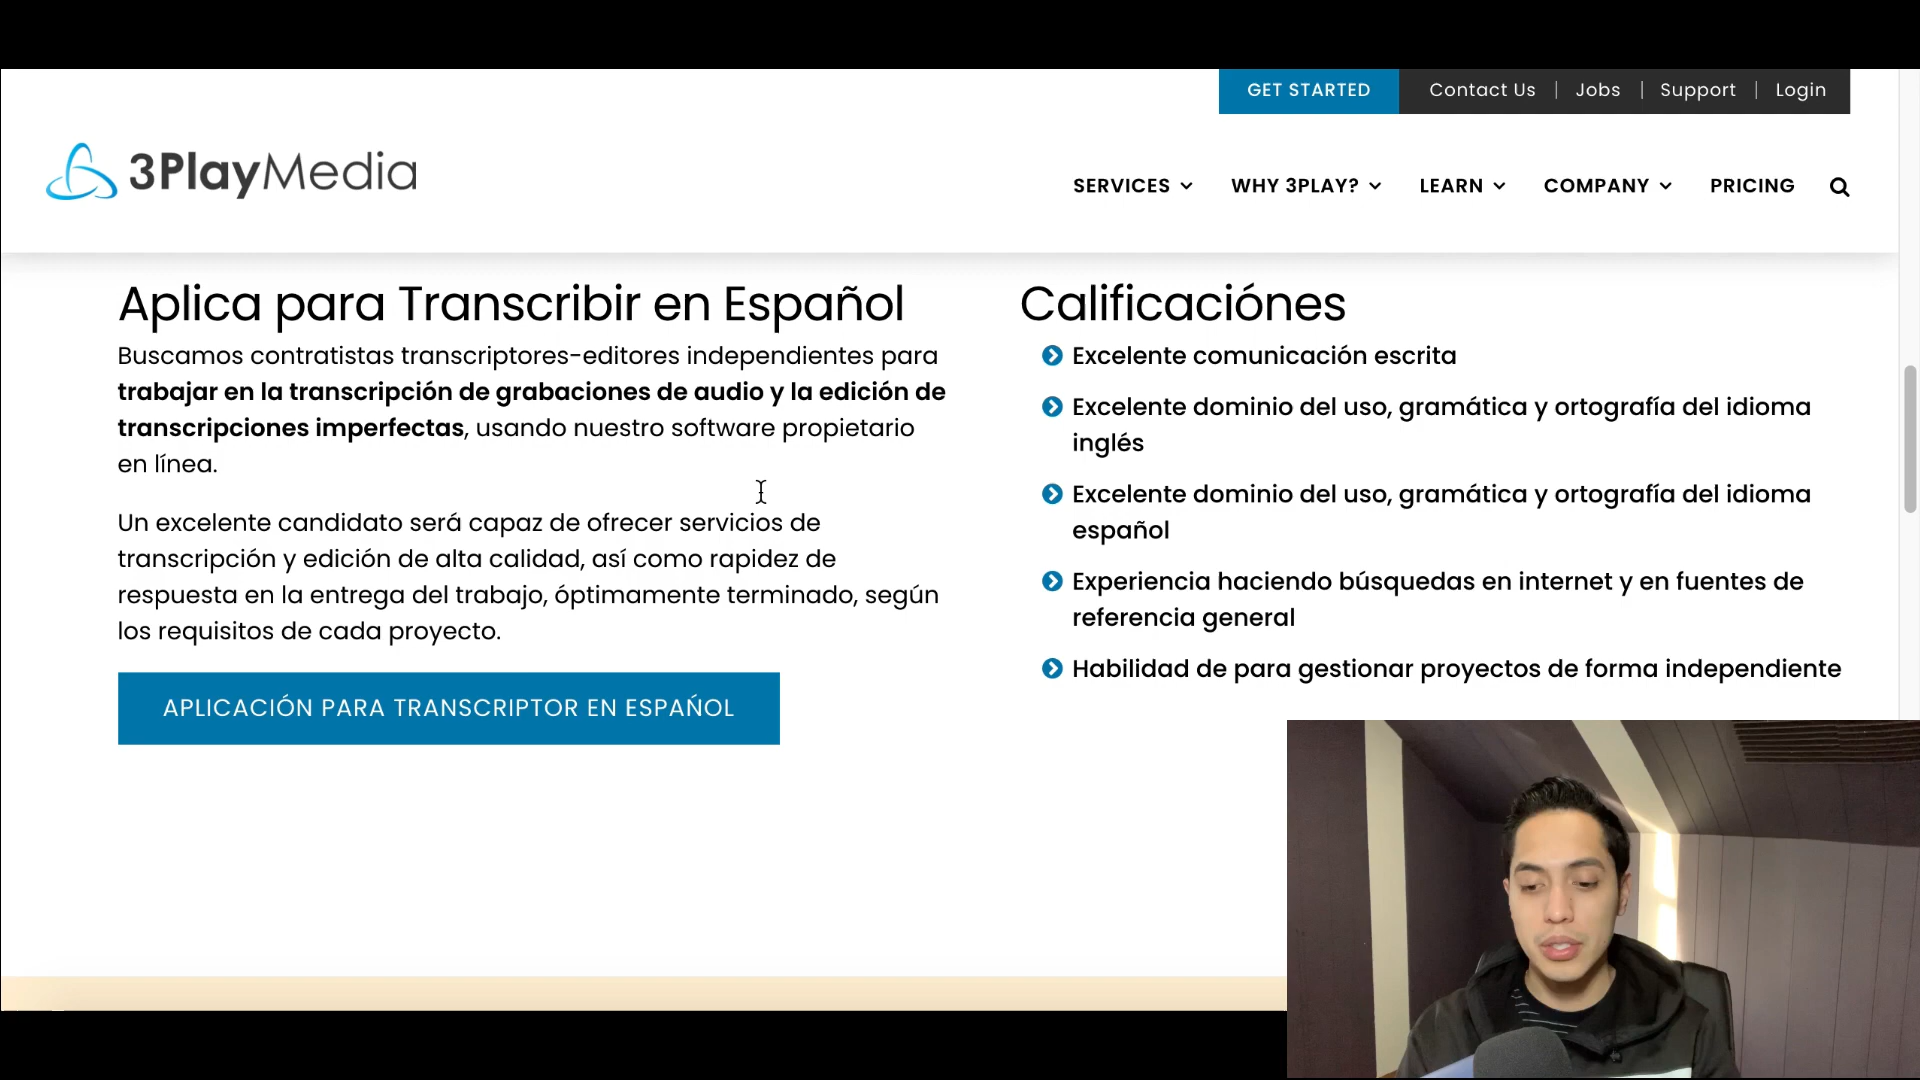 GET STARTED
Contact Us | Jobs | Support | Login
3PlayMedia
SERVICES WHY 3PLAY? LEARN COMPANY PRICING
Aplica para Transcribir en Español
Buscamos contratistas transcriptores-editores independientes para
trabajar en la transcripción de grabaciones de audio y la edición de
transcripciones imperfectas, usando nuestro software propietario
en línea.
Un excelente candidato será capaz de ofrecer servicios de
transcripción y edición de alta calidad, así como rapidez de
respuesta en la entrega del trabajo, óptimamente terminado, según
los requisitos de cada proyecto.
APLICACIÓN PARA TRANSCRIPTOR EN ESPAÑOL
Calificaciónes
Excelente comunicación escrita
Excelente dominio del uso, gramática y ortografía del idioma
inglés
Excelente dominio del uso, gramática y ortografía del idioma
español
Experiencia haciendo búsquedas en internet y en fuentes de
referencia general
Habilidad de para gestionar proyectos de forma independiente